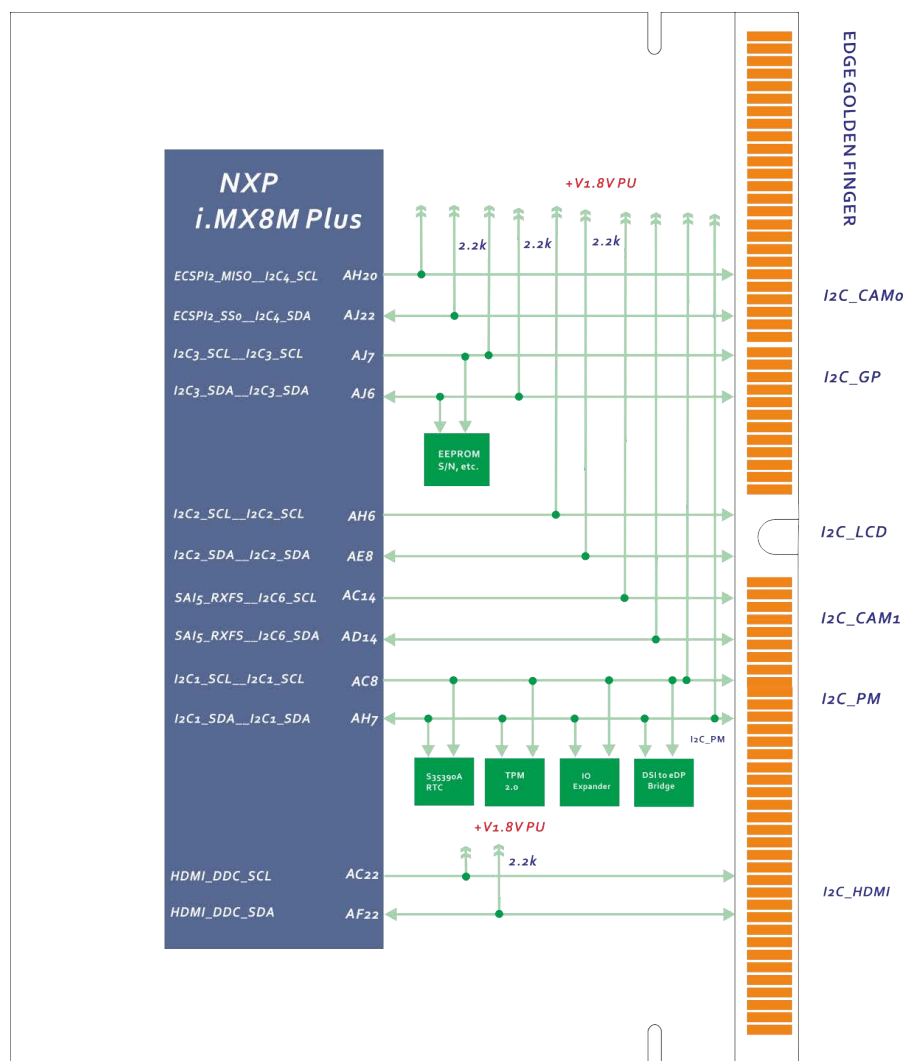 EDGE GOLDEN FINGER
NXP
i.MX8M Plus
+V1.8V PU
2.2k
2.2k
2.2k
ECSPI2_MISO__I2C4_SCL AH20
I2C_CAM0
ECSPI2_SS0__I2C4_SDA AJ22
I2C3_SCL__I2C3_SCL AJ7
I2C_GP
I2C3_SDA__I2C3_SDA AJ6
EEPROM
S/N, etc.
I2C2_SCL__I2C2_SCL AH6
I2C_LCD
I2C2_SDA__I2C2_SDA AE8
SAI5_RXFS__I2C6_SCL AC14
I2C_CAM1
SAI5_RXFS__I2C6_SDA AD14
I2C1_SCL__I2C1_SCL AC8
I2C_PM
I2C1_SDA__I2C1_SDA AH7
I2C_PM
S35390A
RTC
TPM
2.0
IO
Expander
DSI to eDP
Bridge
+V1.8V PU
2.2k
HDMI_DDC_SCL AC22
I2C_HDMI
HDMI_DDC_SDA AF22